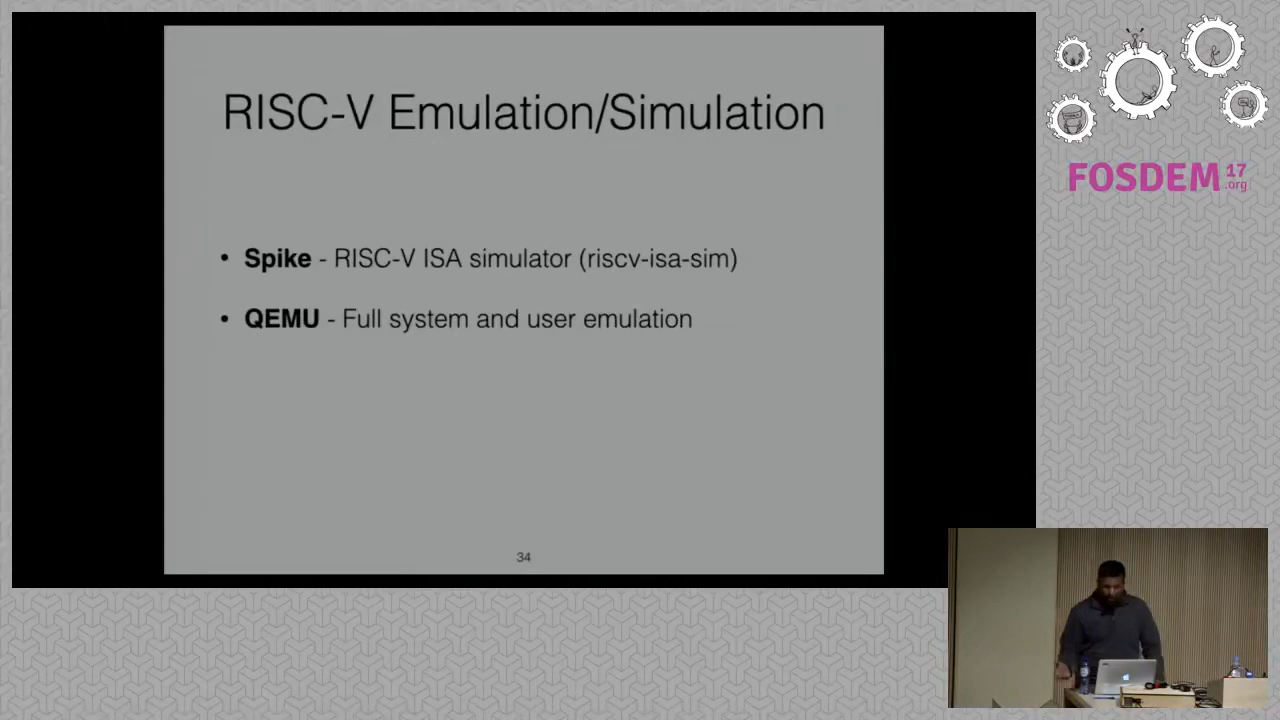 RISC-V Emulation/Simulation
• Spike - RISC-V ISA simulator (riscv-isa-sim)
• QEMU - Full system and user emulation
34
FOSDEM 17
.org